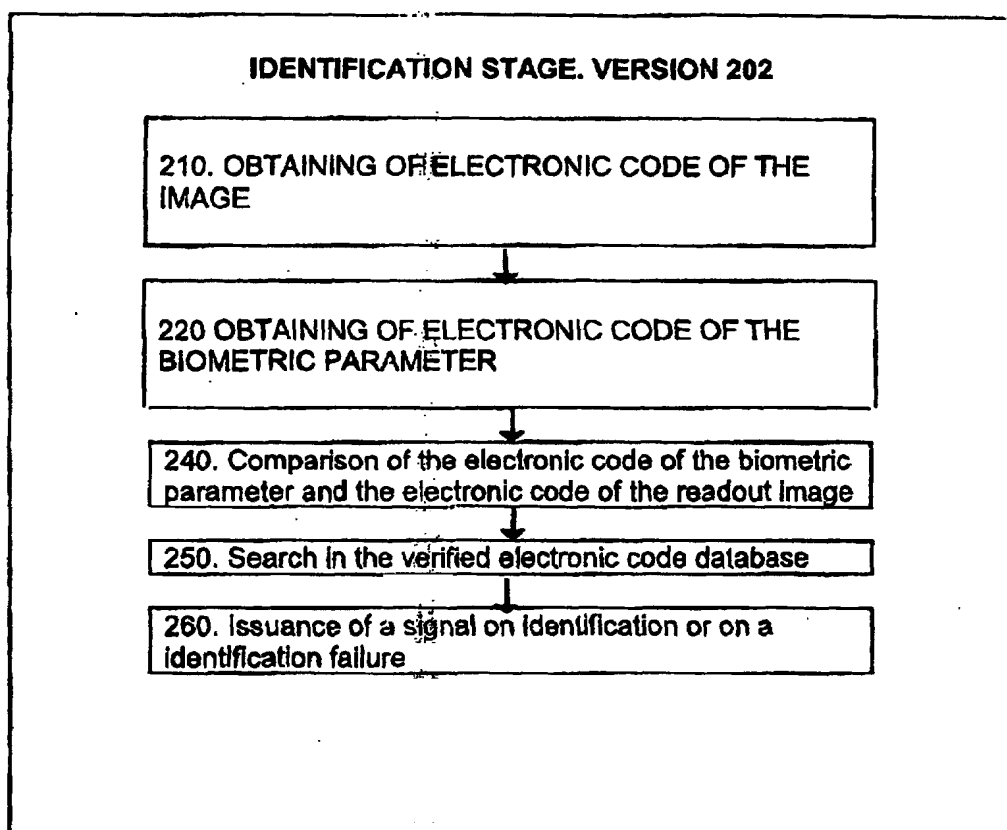 IDENTIFICATION STAGE. VERSION 202
210. OBTAINING OF ELECTRONIC CODE OF THE
IMAGE
220 OBTAINING OF ELECTRONIC CODE OF THE
BIOMETRIC PARAMETER
240. Comparison of the electronic code of the biometric
parameter and the electronic code of the readout image
250. Search in the verified electronic code database
260. Issuance of a signal on identification or on a
identification failure